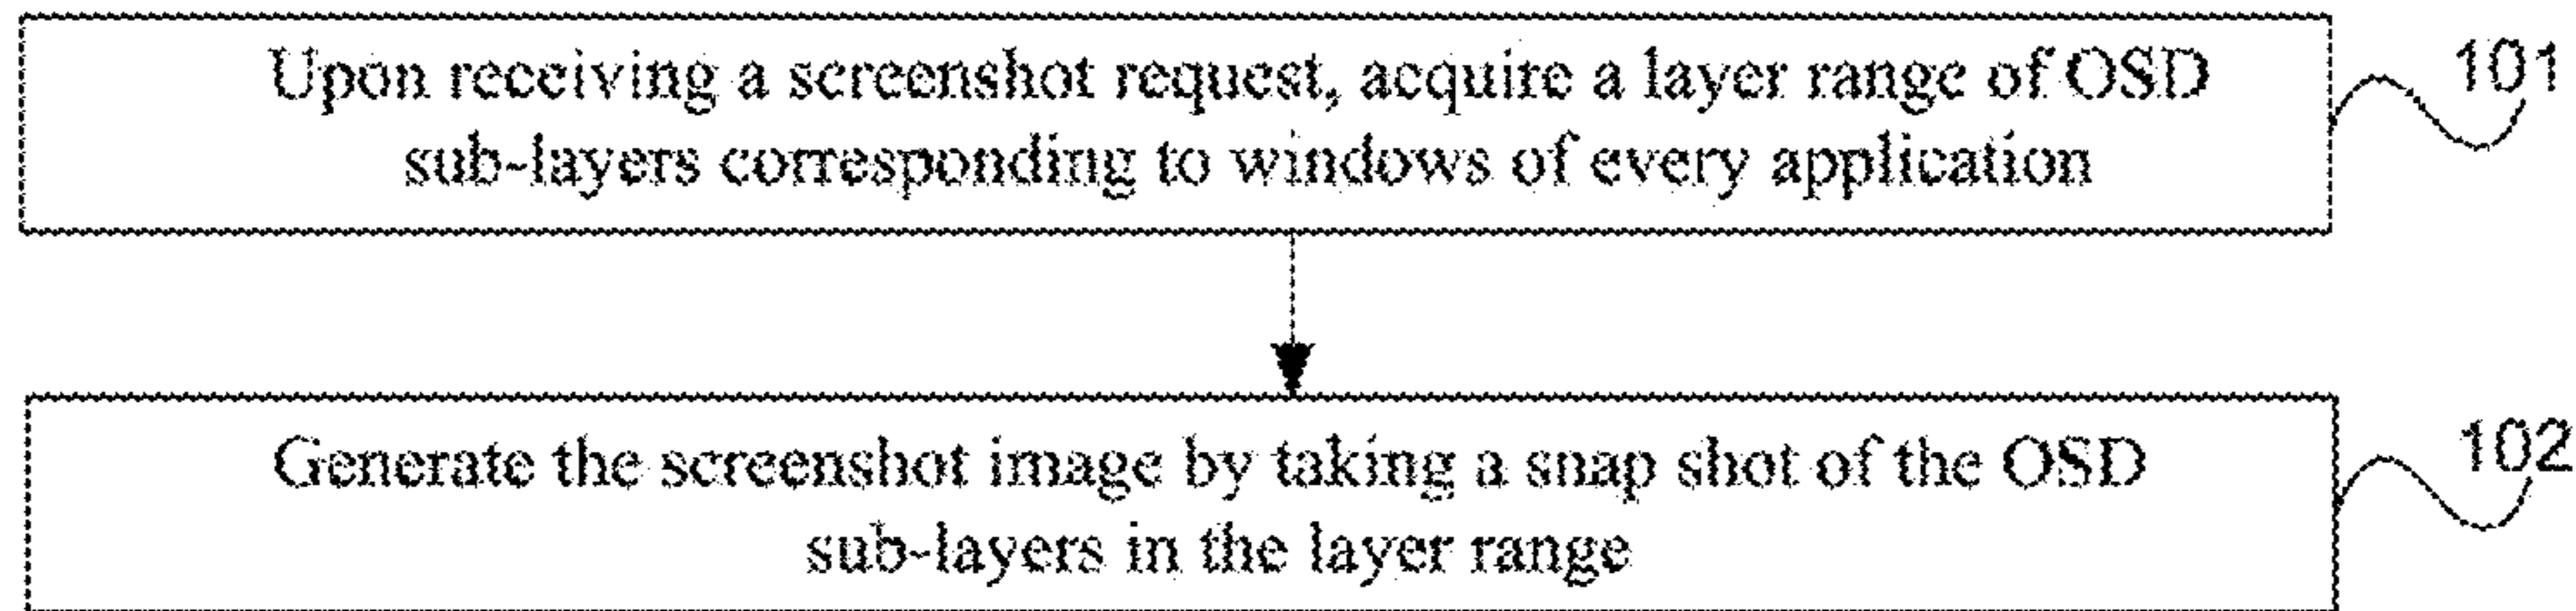 Upon receiving a screenshot request, acquire a layer range of OSD
101
sub-layers corresponding to windows of every application
Generate the screenshot image by taking a snap shot of the OSD
102
sub-layers in the layer range